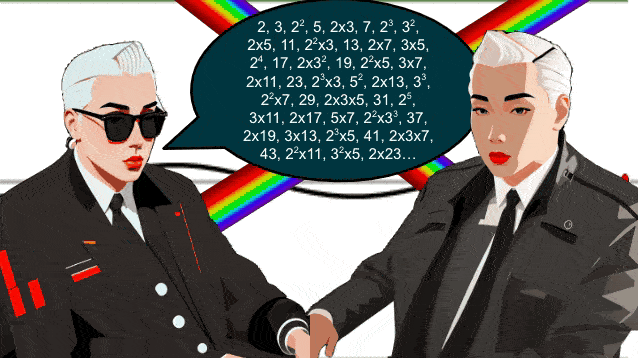 2, 3, 2², 5, 2x3, 7, 2³, 3²,
2x5, 11, 2²x3, 13, 2x7, 3x5,
2⁴, 17, 2x3², 19, 2²x5, 3x7,
2x11, 23, 2³x3, 5², 2x13, 3³,
2²x7, 29, 2x3x5, 31, 2⁵,
3x11, 2x17, 5x7, 2²x3³, 37,
2x19, 3x13, 2³x5, 41, 2x3x7,
43, 2²x11, 3²x5, 2x23...